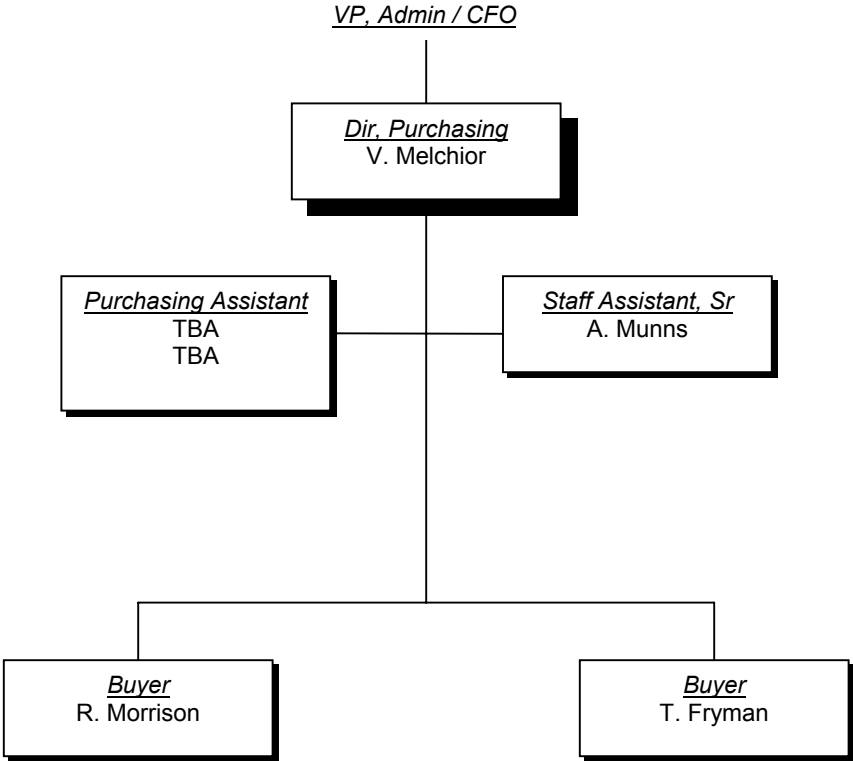 VP, Admin / CFO
Dir, Purchasing
V. Melchior
Purchasing Assistant
TBA
TBA
Staff Assistant, Sr
A. Munns
Buyer
R. Morrison
Buyer
T. Fryman